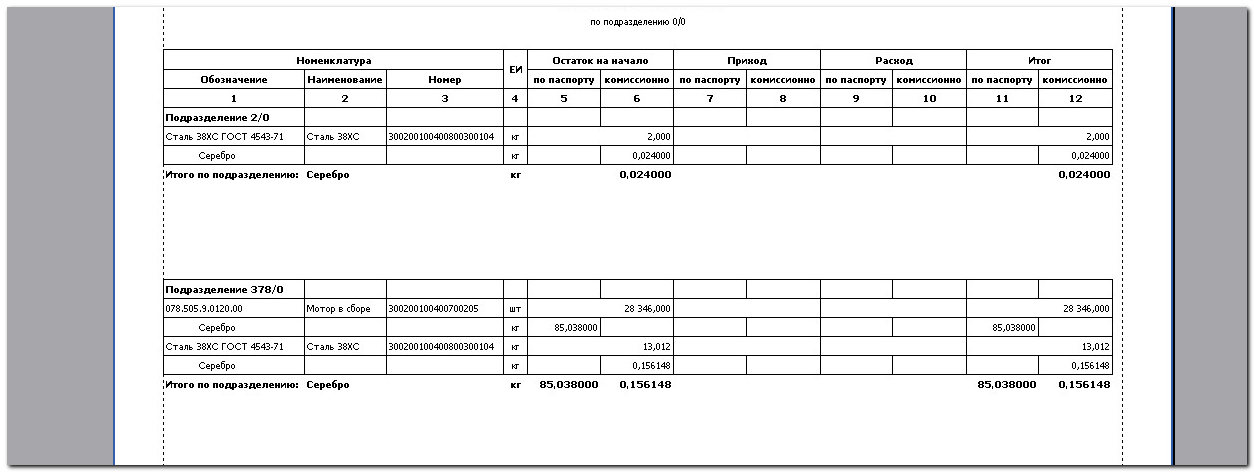 по подразделению 0/0
Номенклатура ЕИ Остаток на начало Приход Расход Итог
Обозначение Наименование Номер по паспорту комиссионно по паспорту комиссионно по паспорту комиссионно по паспорту комиссионно
1 2 3 4 5 6 7 8 9 10 11 12
Подразделение 2/0
Сталь 38ХС ГОСТ 4543-71 Сталь 38ХС 300200100400800300104 кг 2,000 2,000
Серебро кг 0,024000 0,024000
Итого по подразделению: Серебро кг 0,024000 0,024000
Подразделение 378/0
078.505.9.0120.00 Мотор в сборе 300200100400700205 шт 28 346,000 28 346,000
Серебро кг 85,038000 85,038000
Сталь 38ХС ГОСТ 4543-71 Сталь 38ХС 300200100400800300104 кг 13,012 13,012
Серебро кг 0,156148 0,156148
Итого по подразделению: Серебро кг 85,038000 0,156148 85,038000 0,156148